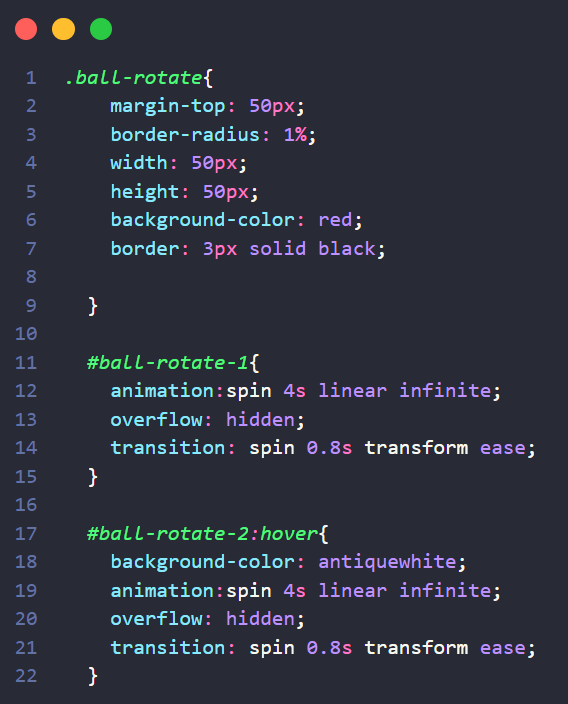 1 .ball-rotate{
2 margin-top: 50px;
3 border-radius: 1%;
4 width: 50px;
5 height: 50px;
6 background-color: red;
7 border: 3px solid black;
8
9 }
10
11 #ball-rotate-1{
12 animation:spin 4s linear infinite;
13 overflow: hidden;
14 transition: spin 0.8s transform ease;
15 }
16
17 #ball-rotate-2:hover{
18 background-color: antiquewhite;
19 animation:spin 4s linear infinite;
20 overflow: hidden;
21 transition: spin 0.8s transform ease;
22 }